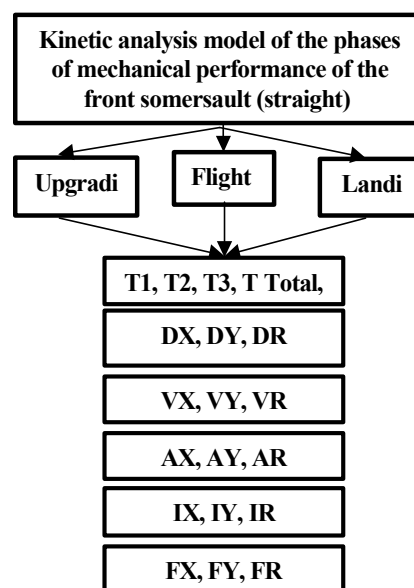 Kinetic analysis model of the phases
of mechanical performance of the
front somersault (straight)
Upgradi
Flight
Landi
T1, T2, T3, T Total,
DX, DY, DR
VX, VY, VR
AX, AY, AR
IX, IY, IR
FX, FY, FR